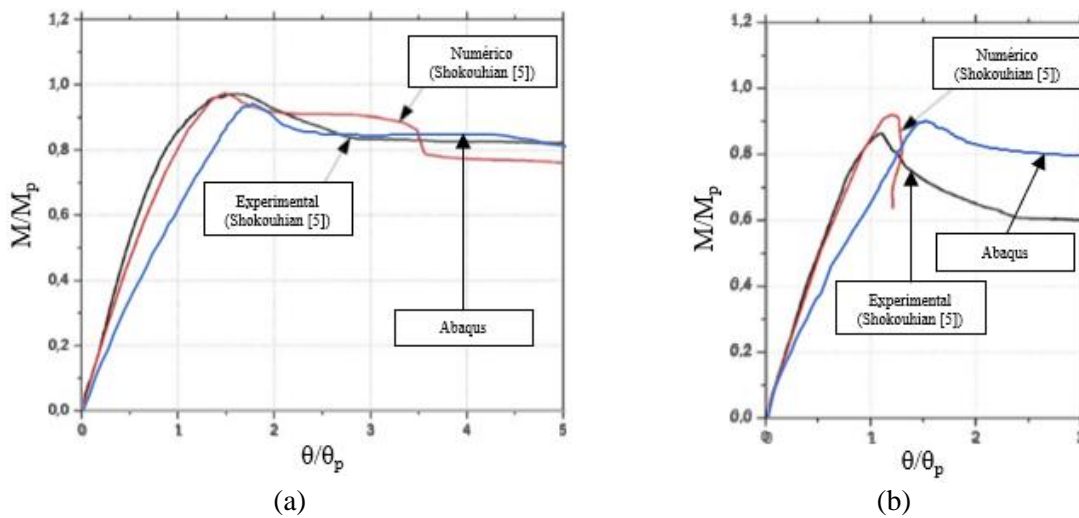 1,2
1,0
0,8
0,6
0,4
0,2
0,0
M/Mp
0
1
2
3
4
5
θ/θp
Numérico
(Shokouhian [5])
Experimental
(Shokouhian [5])
Abaqus
(a)
1,2
1,0
0,8
0,6
0,4
0,2
0,0
M/Mp
0
1
2
3
θ/θp
Numérico
(Shokouhian [5])
Abaqus
Experimental
(Shokouhian [5])
(b)